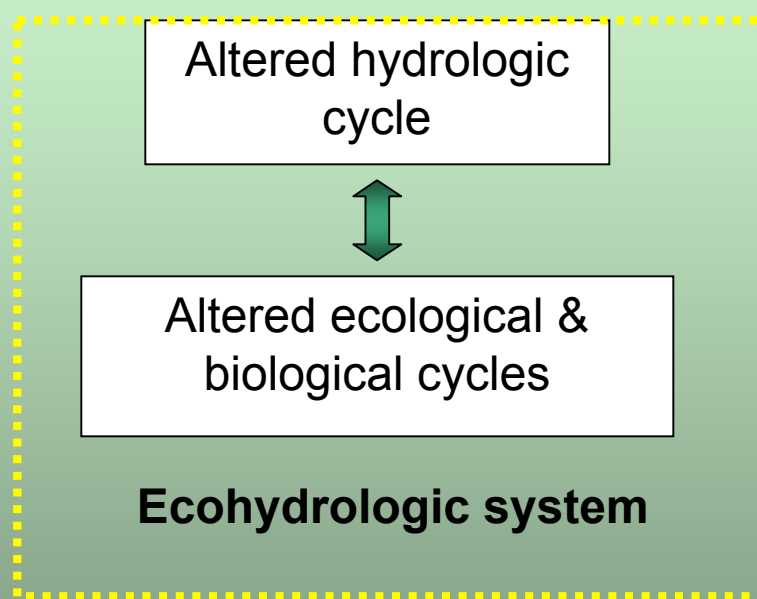 Altered hydrologic
cycle
Altered ecological &
biological cycles
Ecohydrologic system